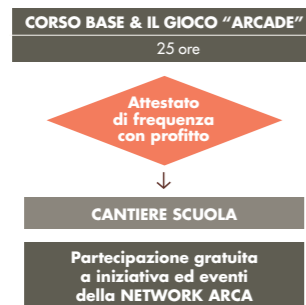 CORSO BASE & IL GIOCO “ARCADE”
25 ore
Attestato
di frequenza
con profitto
CANTIERE SCUOLA
Partecipazione gratuita
a iniziativa ed eventi
della NETWORK ARCA